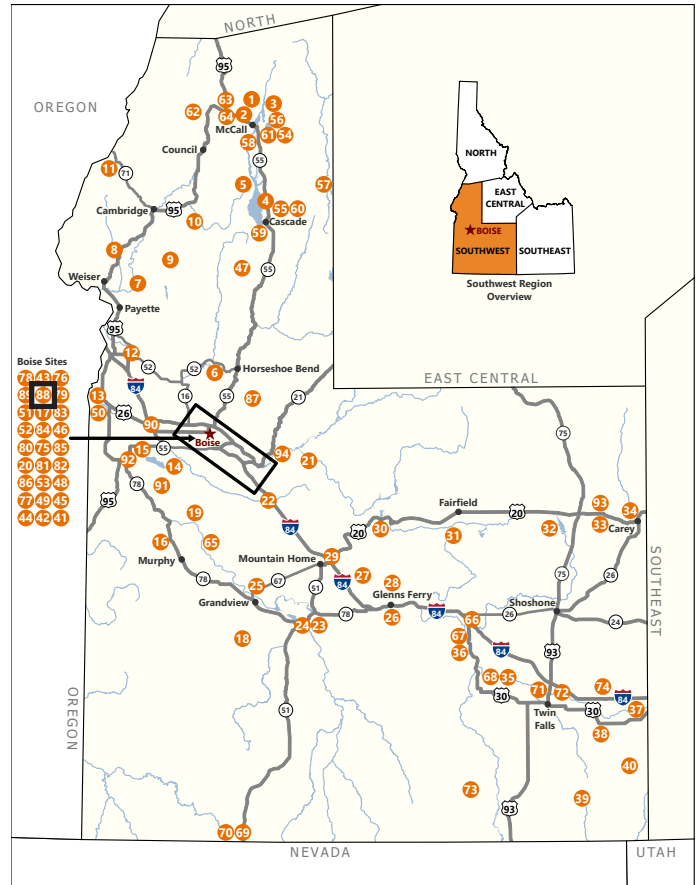 NORTH
95
OREGON
63
1
3
62
64
2
56
McCall
61
54
58
Council
55
11
71
5
57
4
Cambridge
95
55
60
10
Cascade
59
8
9
47
55
Weiser
7
Payette
95
12
52
52
Horseshoe Bend
6
84
16
55
87
21
13
50
26
90
Boise
15
55
94
21
92
14
78
91
22
95
19
84
16
65
Murphy
78
Mountain Home
29
67
25
Grandview
51
84
27
28
Glenns Ferry
24
23
78
26
18
51
OREGON
70
69
NEVADA
Boise Sites
78 43 76
89 88 79
51 17 83
52 84 46
80 75 85
20 81 82
86 53 48
77 49 45
44 42 41
NORTH
EAST
CENTRAL
BOISE
SOUTHWEST
SOUTHEAST
Southwest Region
Overview
EAST CENTRAL
75
Fairfield
20
20
30
31
32
93
33
34
Carey
75
26
SOUTHEAST
84
66
26
Shoshone
24
67
36
84
93
68
35
30
71
72
74
84
30
37
Twin
Falls
38
40
73
39
93
UTAH